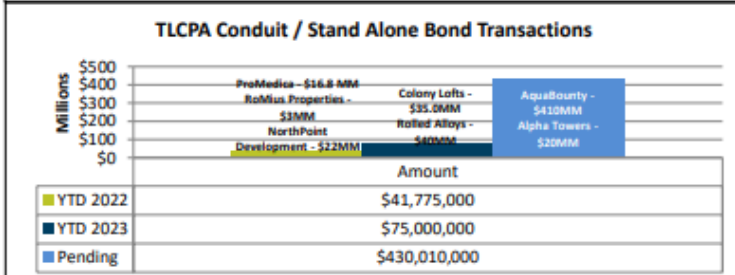 TLCPA Conduit / Stand Alone Bond Transactions
Millions
$500
$400
$300
$200
$100
$0
ProMedica - $16.8 MM
RoMius Properties -
$3MM
NorthPoint
Development - $22MM
Colony Lofts -
$35.0MM
Rolled Alloys -
$40MM
AquaBounty -
$410MM
Alpha Towers -
$20MM
Amount
YTD 2022 $41,775,000
YTD 2023 $75,000,000
Pending $430,010,000